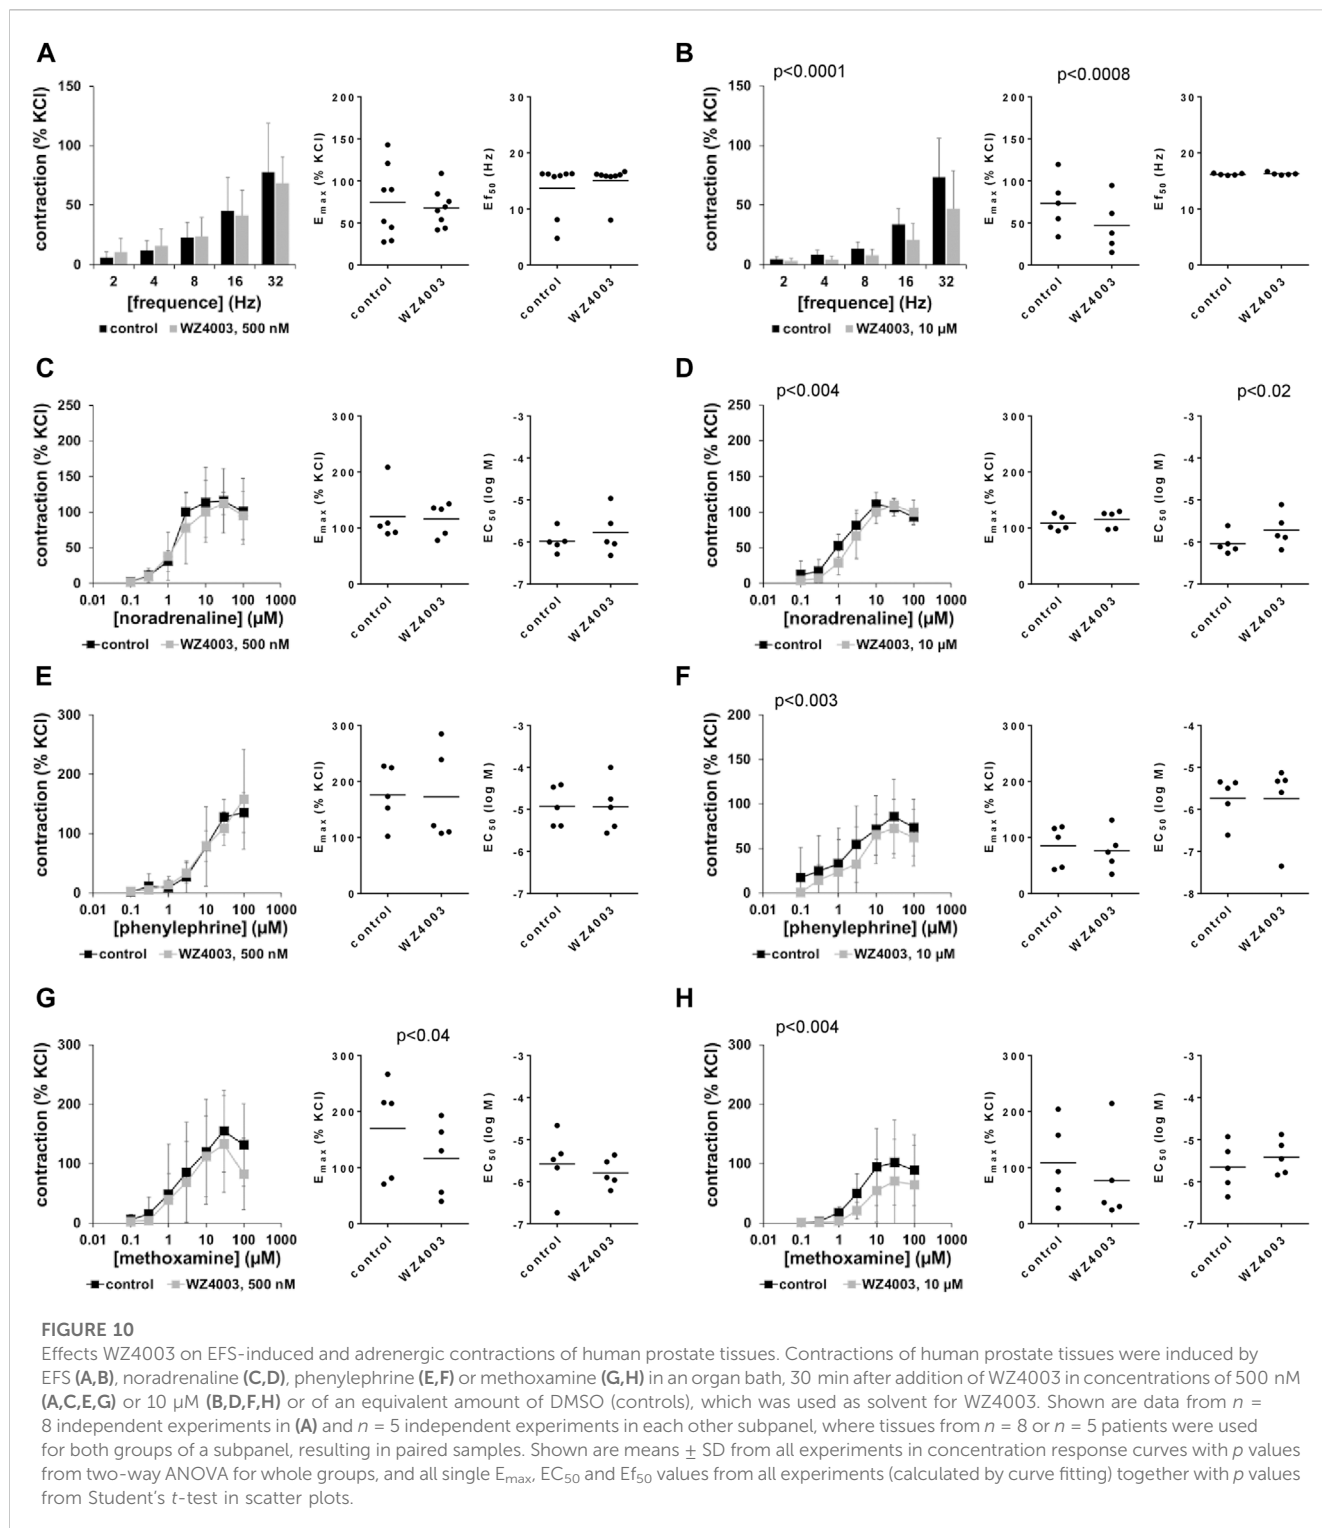 A
contraction (% KCl)
150
100
50
0
2 4 8 16 32
[frequence] (Hz)
control WZ4003, 500 nM
Emax (% KCl)
200
150
100
50
0
control
WZ4003
Ef50 (Hz)
30
15
0
control
WZ4003
B
p<0.0001
contraction (% KCl)
150
100
50
0
2 4 8 16 32
[frequence] (Hz)
control WZ4003, 10 µM
p<0.0008
Emax (% KCl)
200
150
100
50
0
control
WZ4003
Ef50 (Hz)
30
15
0
control
WZ4003
C
contraction (% KCl)
250
200
150
100
50
0
0.01 0.1 1 10 100 1000
[noradrenaline] (µM)
control WZ4003, 500 nM
Emax (% KCl)
300
200
100
0
control
WZ4003
EC50 (log M)
-3
-4
-5
-6
-7
control
WZ4003
D
p<0.004
contraction (% KCl)
250
200
150
100
50
0
0.01 0.1 1 10 100 1000
[noradrenaline] (µM)
control WZ4003, 10 µM
Emax (% KCl)
300
200
100
0
control
WZ4003
p<0.02
EC50 (log M)
-3
-4
-5
-6
-7
control
WZ4003
E
contraction (% KCl)
300
200
100
0
0.01 0.1 1 10 100 1000
[phenylephrine] (µM)
control WZ4003, 500 nM
Emax (% KCl)
300
200
100
0
control
WZ4003
EC50 (log M)
-3
-4
-5
-6
-7
control
WZ4003
F
p<0.003
contraction (% KCl)
200
150
100
50
0
0.01 0.1 1 10 100 1000
[phenylephrine] (µM)
control WZ4003, 10 µM
Emax (% KCl)
300
200
100
0
control
WZ4003
EC50 (log M)
-4
-5
-6
-7
-8
control
WZ4003
G
contraction (% KCl)
300
200
100
0
0.01 0.1 1 10 100 1000
[methoxamine] (µM)
control WZ4003, 500 nM
p<0.04
Emax (% KCl)
300
200
100
0
control
WZ4003
EC50 (log M)
-3
-4
-5
-6
-7
control
WZ4003
H
p<0.004
contraction (% KCl)
300
200
100
0
0.01 0.1 1 10 100 1000
[methoxamine] (µM)
control WZ4003, 10 µM
Emax (% KCl)
300
200
100
0
control
WZ4003
EC50 (log M)
-3
-4
-5
-6
-7
control
WZ4003
FIGURE 10
Effects WZ4003 on EFS-induced and adrenergic contractions of human prostate tissues. Contractions of human prostate tissues were induced by
EFS (A,B), noradrenaline (C,D), phenylephrine (E,F) or methoxamine (G,H) in an organ bath, 30 min after addition of WZ4003 in concentrations of 500 nM
(A,C,E,G) or 10 µM (B,D,F,H) or of an equivalent amount of DMSO (controls), which was used as solvent for WZ4003. Shown are data from n =
8 independent experiments in (A) and n = 5 independent experiments in each other subpanel, where tissues from n = 8 or n = 5 patients were used
for both groups of a subpanel, resulting in paired samples. Shown are means ± SD from all experiments in concentration response curves with p values
from two-way ANOVA for whole groups, and all single Emax, EC50 and Ef50 values from all experiments (calculated by curve fitting) together with p values
from Student's t-test in scatter plots.